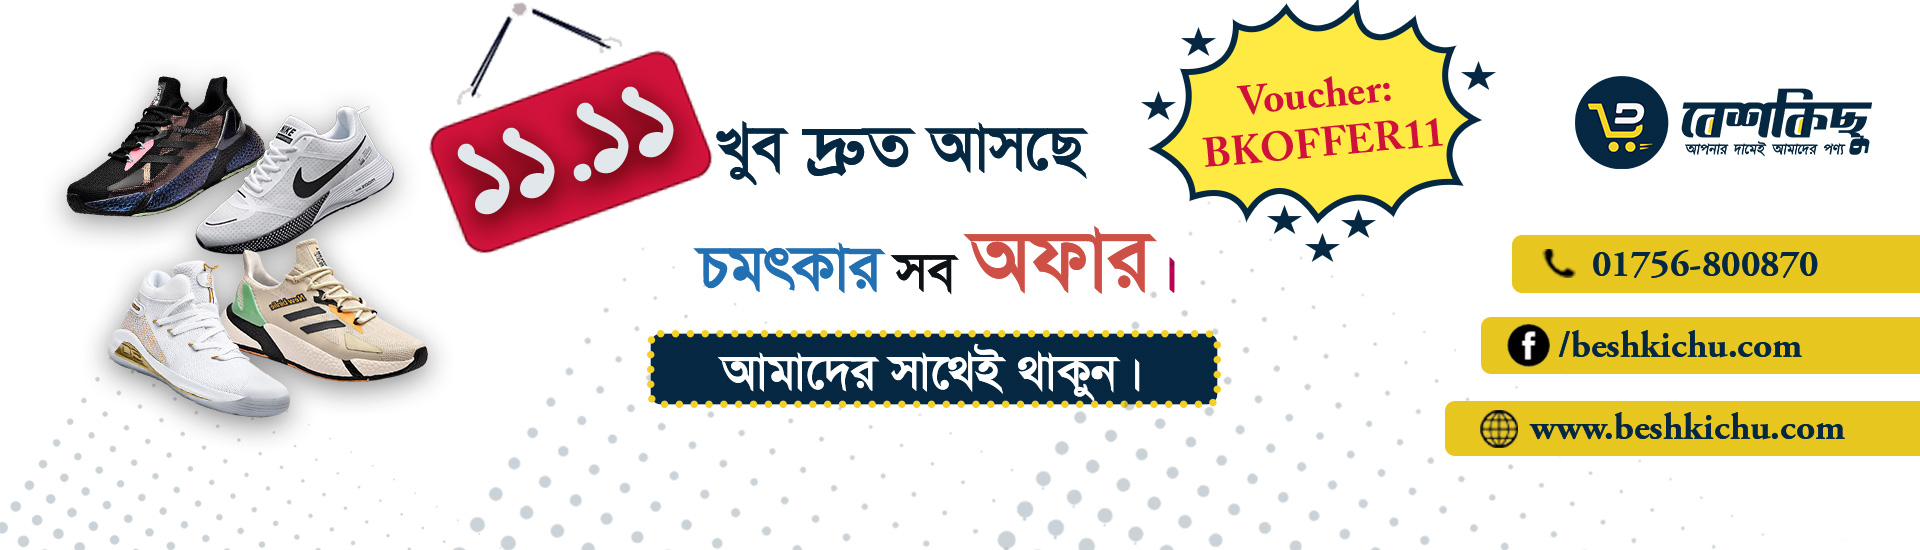 ১১.১১ খুব দ্রুত আসছে
চমৎকার সব অফার।
আমাদের সাথেই থাকুন।
Voucher:
BKOFFER11
বেশকিছু
আপনার দামেই আমাদের পণ্য
01756-800870
/beshkichu.com
www.beshkichu.com
NIKE